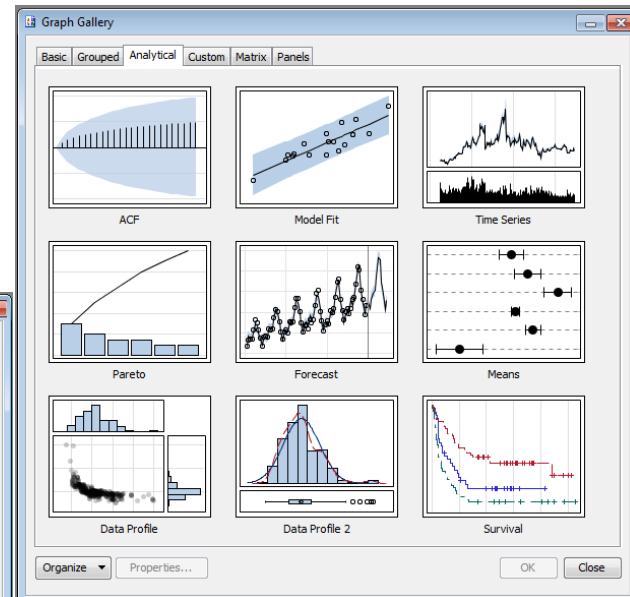 Graph Gallery
Basic Grouped Analytical Custom Matrix Panels
ACF Model Fit Time Series
Pareto Forecast Means
Data Profile Data Profile 2 Survival
Organize Properties... OK Close